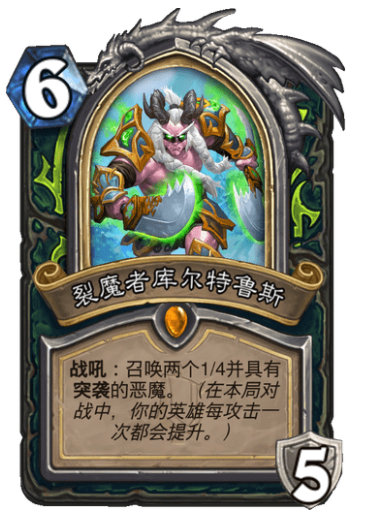 6
裂魔者库尔特鲁斯
战吼：召唤两个1/4并具有
突袭的恶魔。（在本局对
战中，你的英雄每攻击一
次都会提升。）
5